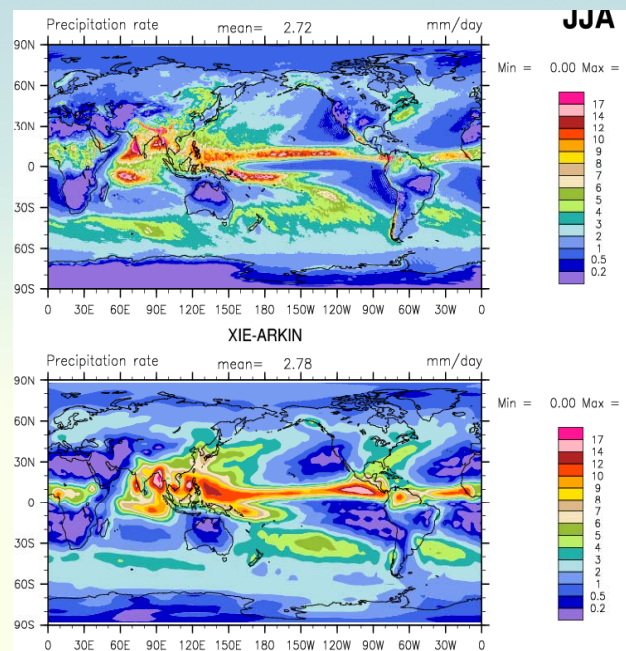 JJA
Precipitation rate mean= 2.72 mm/day
Min = 0.00 Max =
90N
60N
30N
0
30S
60S
90S
17
14
12
10
9
8
7
6
5
4
3
2
1
0.5
0.2
0 30E 60E 90E 120E 150E 180 150W 120W 90W 60W 30W 0
XIE-ARKIN
Precipitation rate mean= 2.78 mm/day
Min = 0.00 Max =
90N
60N
30N
0
30S
60S
90S
17
14
12
10
9
8
7
6
5
4
3
2
1
0.5
0.2
0 30E 60E 90E 120E 150E 180 150W 120W 90W 60W 30W 0